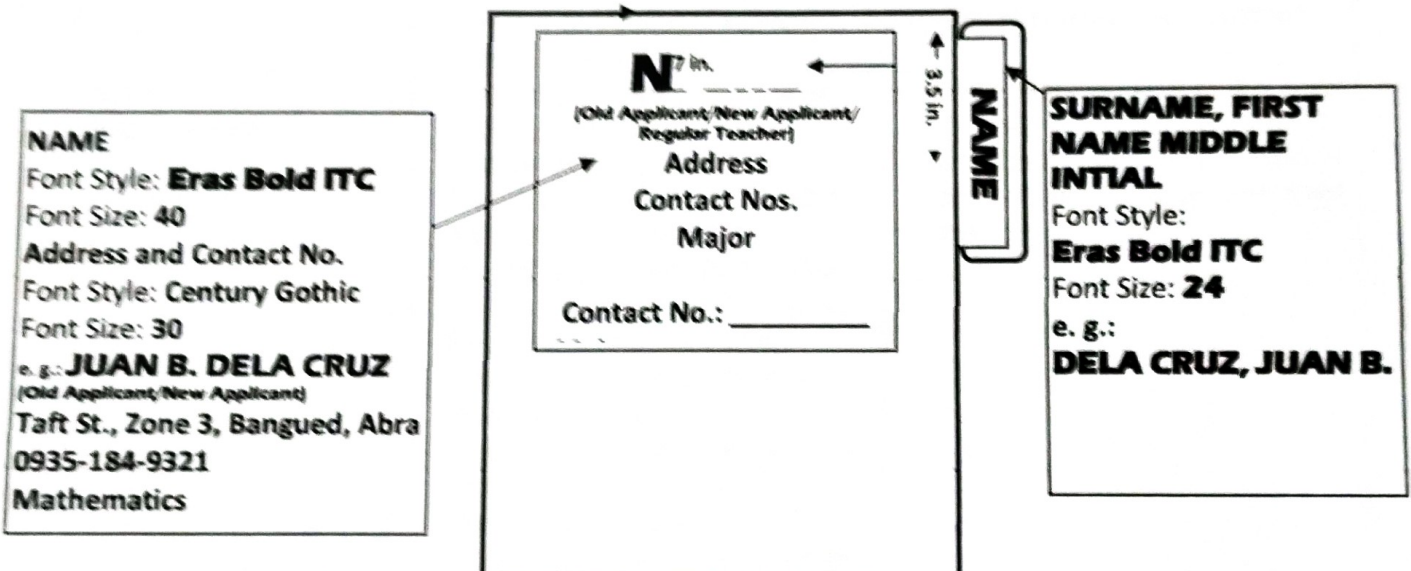 NAME
Font Style: Eras Bold ITC
Font Size: 40
Address and Contact No.
Font Style: Century Gothic
Font Size: 30
e. g.: JUAN B. DELA CRUZ
(Old Applicant/New Applicant)
Taft St., Zone 3, Bangued, Abra
0935-184-9321
Mathematics
N 7 in.
(Old Applicant/New Applicant/
Regular Teacher)
Address
Contact Nos.
Major
Contact No.: __________
3.5 in.
NAME
SURNAME, FIRST
NAME MIDDLE
INTIAL
Font Style:
Eras Bold ITC
Font Size: 24
e. g.:
DELA CRUZ, JUAN B.